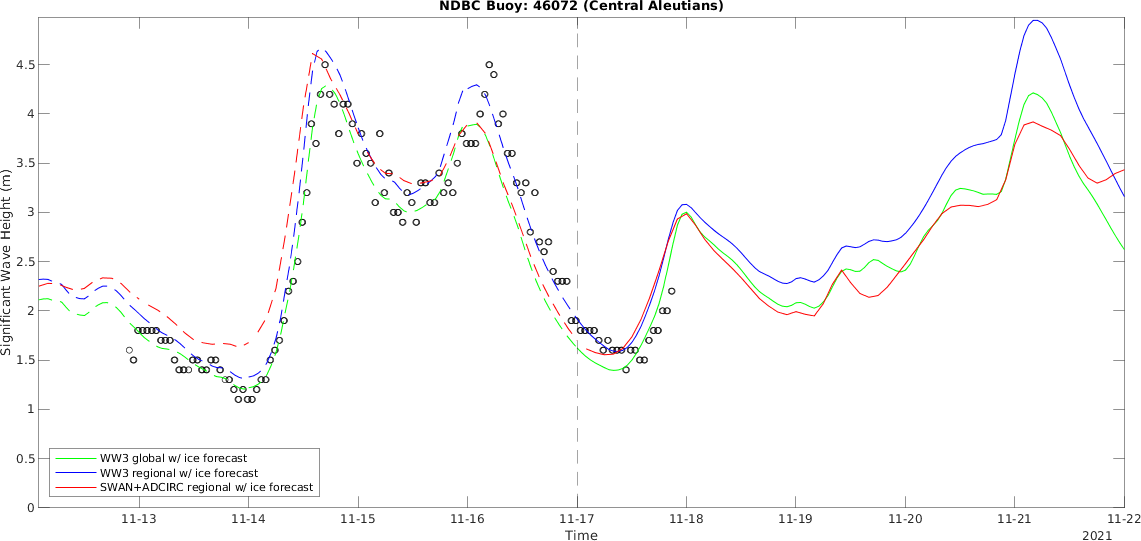 NDBC Buoy: 46072 (Central Aleutians)
Significant Wave Height (m)
4.5
4
3.5
3
2.5
2
1.5
1
0.5
0
WW3 global w/ ice forecast
WW3 regional w/ ice forecast
SWAN+ADCIRC regional w/ ice forecast
11-13 11-14 11-15 11-16 11-17 11-18 11-19 11-20 11-21 11-22
Time
2021